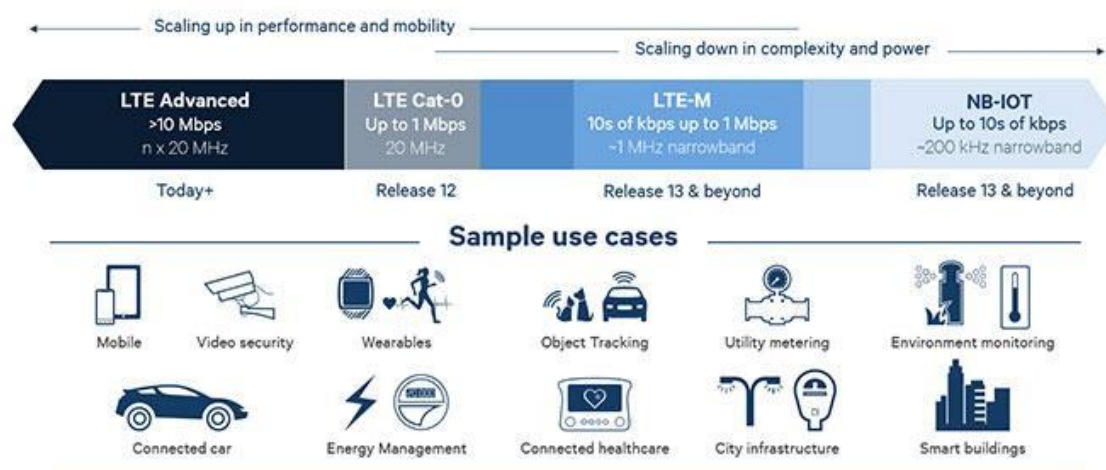 Scaling up in performance and mobility
Scaling down in complexity and power
LTE Advanced
>10 Mbps
n x 20 MHz
LTE Cat-0
Up to 1 Mbps
20 MHz
LTE-M
10s of kbps up to 1 Mbps
~1 MHz narrowband
NB-IOT
Up to 10s of kbps
~200 kHz narrowband
Today+
Release 12
Release 13 & beyond
Release 13 & beyond
Sample use cases
Mobile
Video security
Wearables
Object Tracking
Utility metering
Environment monitoring
Connected car
Energy Management
Connected healthcare
City infrastructure
Smart buildings